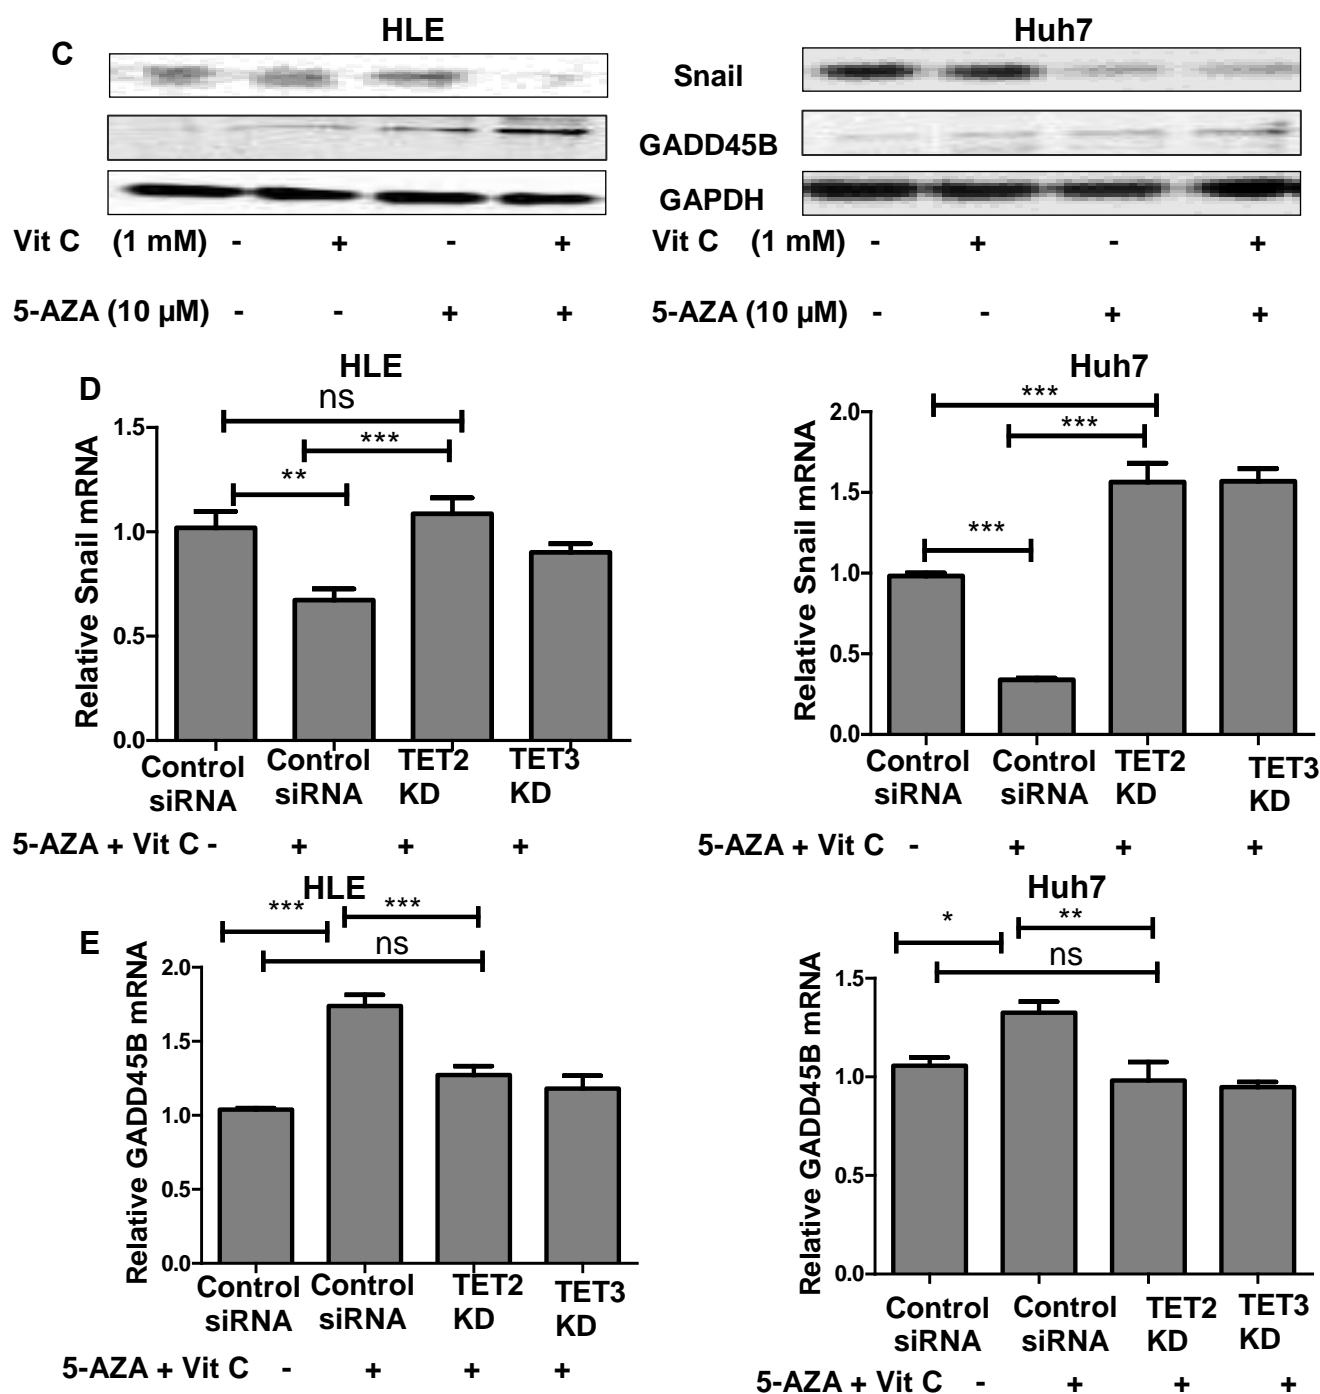 C
HLE
Huh7
Snail
GADD45B
GAPDH
Vit C (1 mM) - + - +
Vit C (1 mM) - + - +
5-AZA (10 µM) - - + +
5-AZA (10 µM) - - + +
D
HLE
ns
***
**
Relative Snail mRNA
1.5
1.0
0.5
0.0
Control siRNA
Control siRNA
TET2 KD
TET3 KD
5-AZA + Vit C - + + +
Huh7
***
***
***
Relative Snail mRNA
2.0
1.5
1.0
0.5
0.0
Control siRNA
Control siRNA
TET2 KD
TET3 KD
5-AZA + Vit C - + + +
E
HLE
***
***
ns
Relative GADD45B mRNA
2.0
1.5
1.0
0.5
0.0
Control siRNA
Control siRNA
TET2 KD
TET3 KD
5-AZA + Vit C - + + +
Huh7
*
**
ns
Relative GADD45B mRNA
1.5
1.0
0.5
0.0
Control siRNA
Control siRNA
TET2 KD
TET3 KD
5-AZA + Vit C - + + +